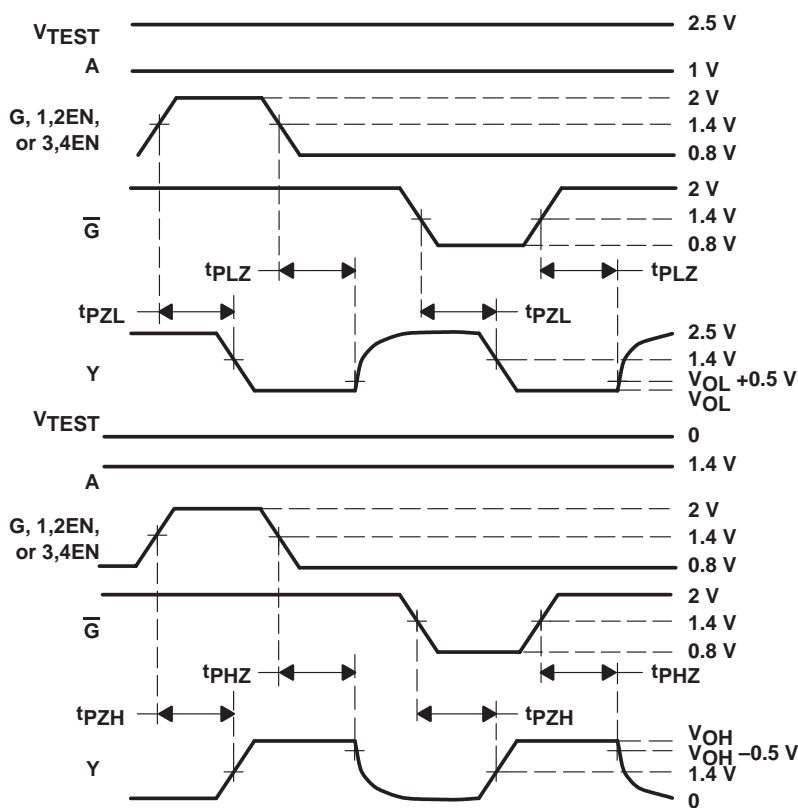 VTEST
2.5 V
A
1 V
G, 1,2EN,
or 3,4EN
2 V
1.4 V
0.8 V
G
2 V
1.4 V
0.8 V
tPLZ
tPLZ
tPZL
tPZL
Y
2.5 V
1.4 V
VOL +0.5 V
VOL
VTEST
0
A
1.4 V
G, 1,2EN,
or 3,4EN
2 V
1.4 V
0.8 V
G
2 V
1.4 V
0.8 V
tPHZ
tPHZ
tPZH
tPZH
Y
VOH
VOH –0.5 V
1.4 V
0